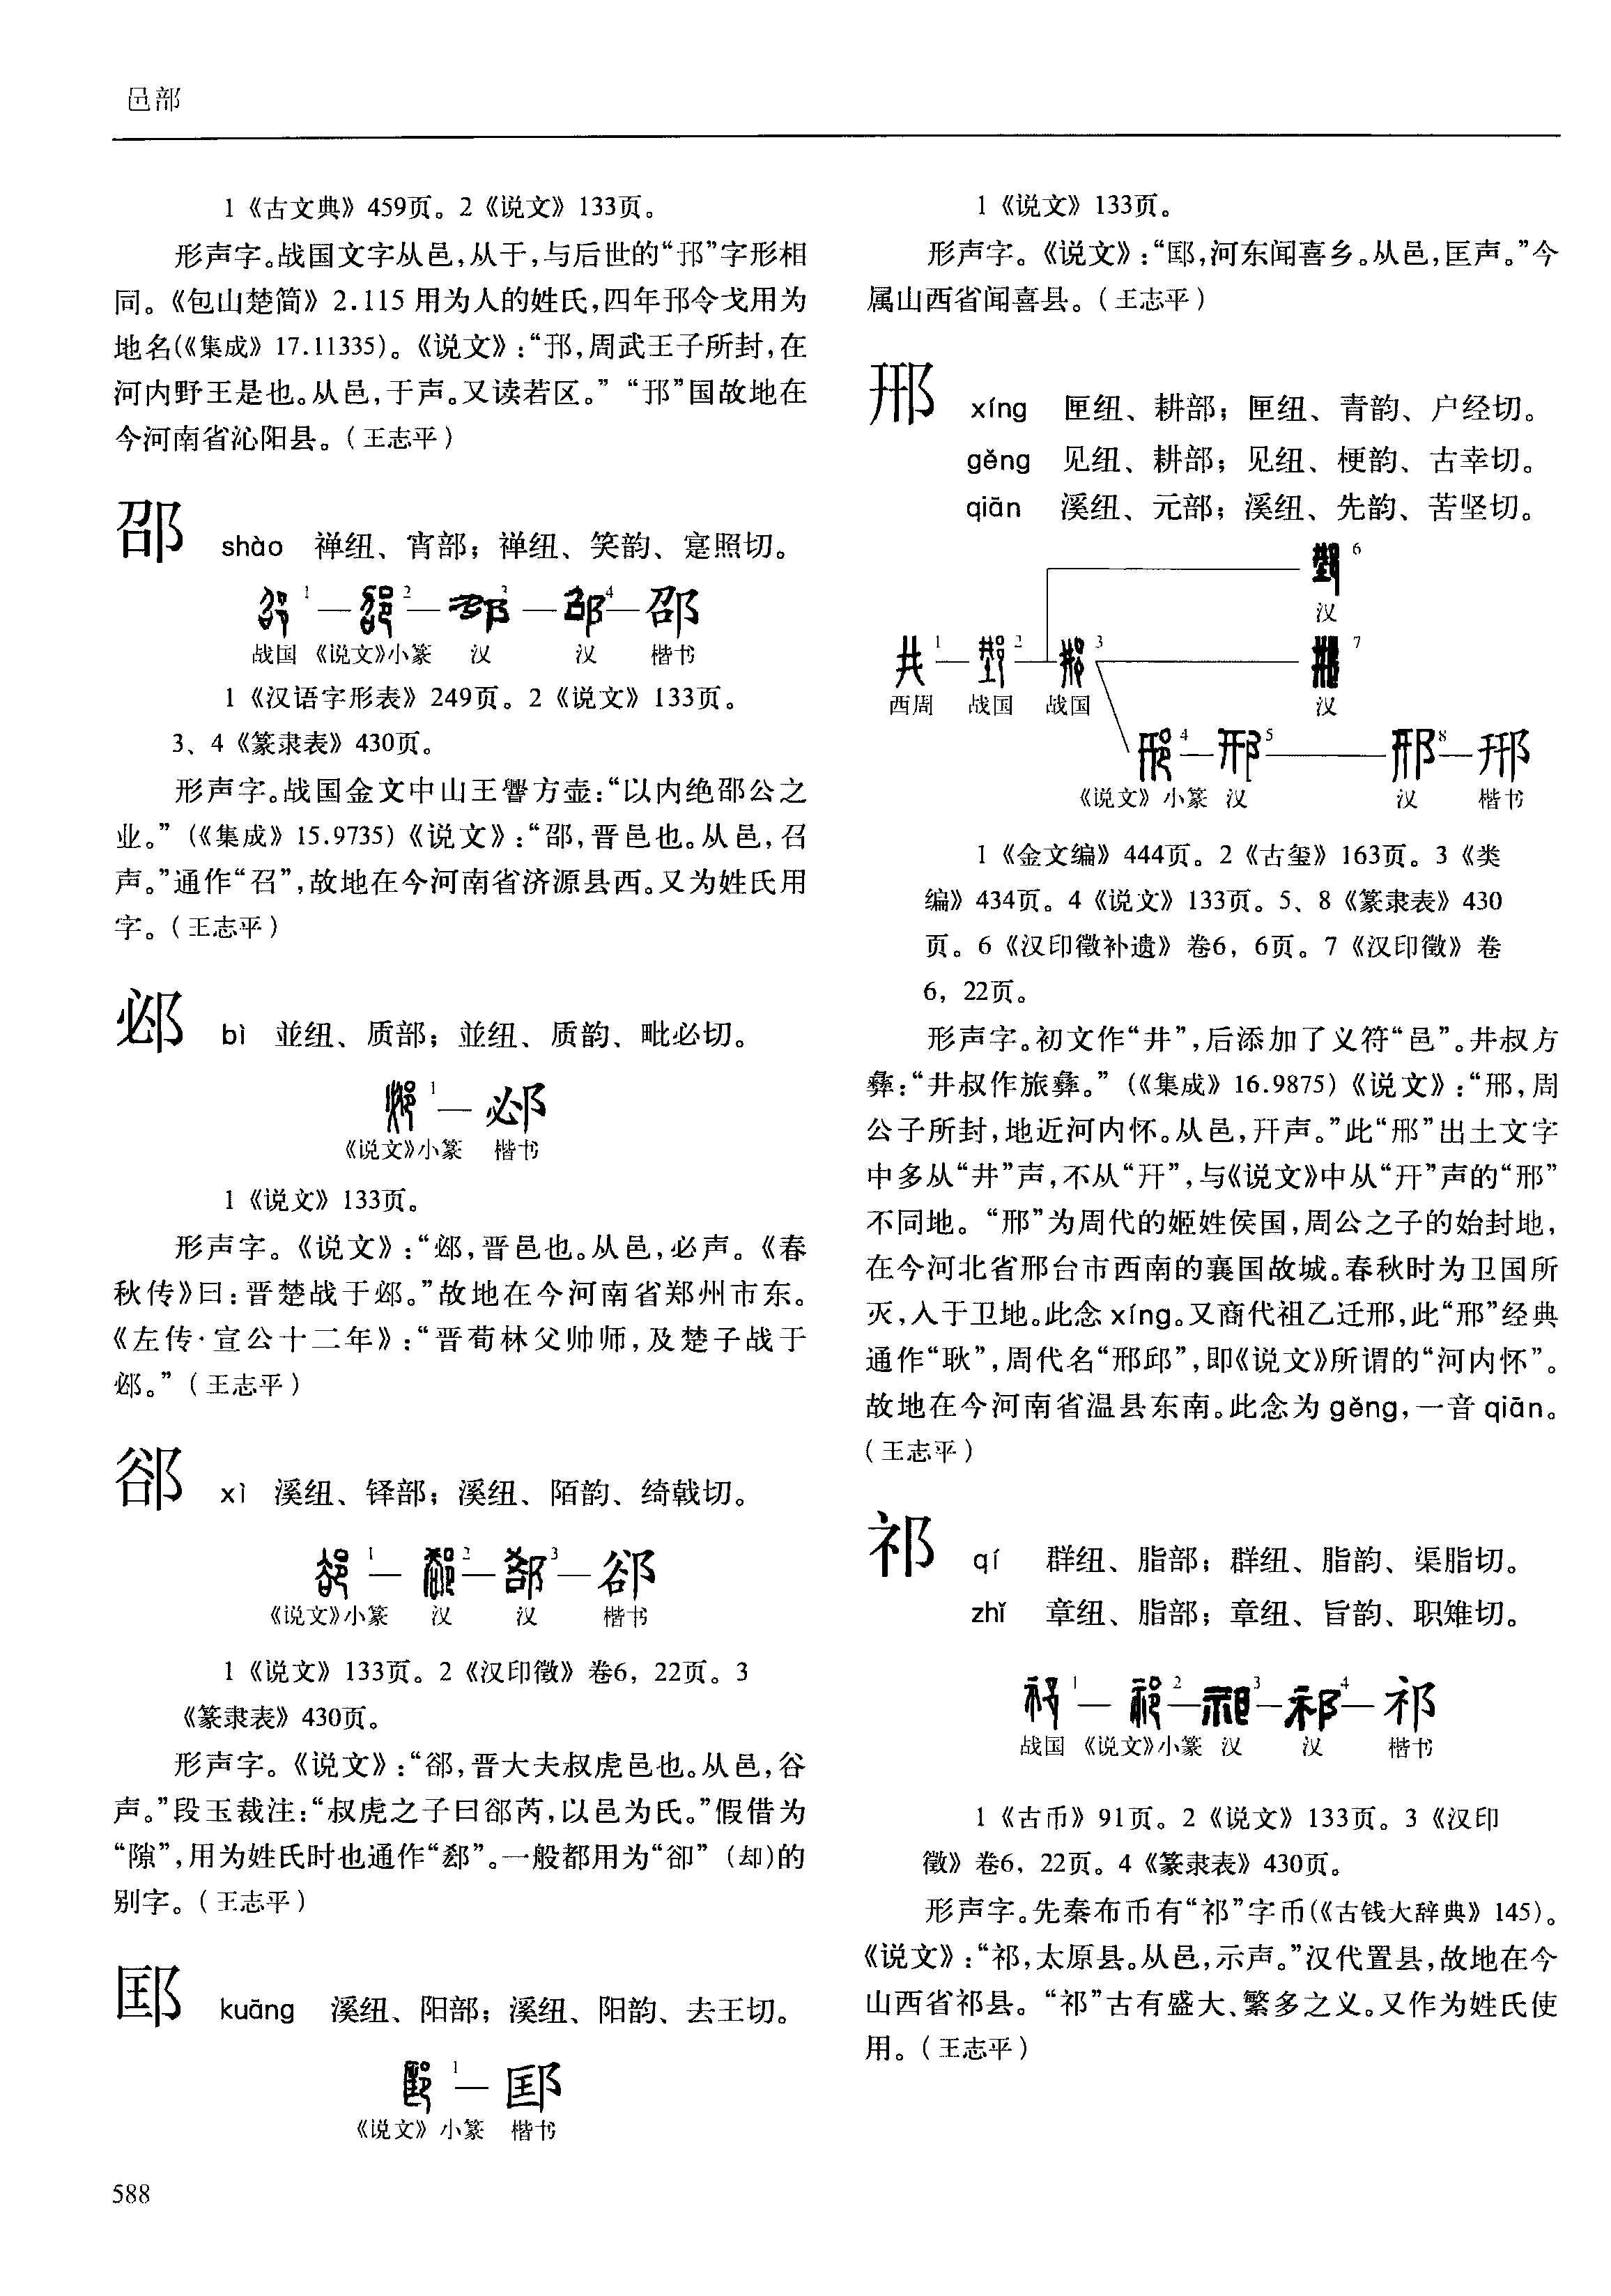 邑部
1《古文典》459页。2《说文》133页。
形声字。战国文字从邑，从于，与后世的“邘”字形相
同。《包山楚简》2.115用为人的姓氏，四年邘令戈用为
地名(《集成》17.11335)。《说文》：“邘，周武王子所封，在
河内野王是也。从邑，于声。又读若区。”“邘”国故地在
今河南省沁阳县。（王志平）
邵 shào 禅纽、宵部；禅纽、笑韵、寔照切。
1—2—3—4—邵
战国 《说文》小篆 汉 汉 楷书
1《汉语字形表》249页。2《说文》133页。
3、4《篆隶表》430页。
形声字。战国金文中山王譻方壶：“以内绝邵公之
业。”(《集成》15.9735)《说文》：“邵，晋邑也。从邑，召
声。”通作“召”，故地在今河南省济源县西。又为姓氏用
字。（王志平）
邲 bì 並纽、质部；並纽、质韵、毗必切。
1—邲
《说文》小篆 楷书
1《说文》133页。
形声字。《说文》：“邲，晋邑也。从邑，必声。《春
秋传》曰：晋楚战于邲。”故地在今河南省郑州市东。
《左传·宣公十二年》：“晋荀林父帅师，及楚子战于
邲。”（王志平）
郤 xì 溪纽、铎部；溪纽、陌韵、绮戟切。
1—2—3—郤
《说文》小篆 汉 汉 楷书
1《说文》133页。2《汉印徵》卷6，22页。3
《篆隶表》430页。
形声字。《说文》：“郤，晋大夫叔虎邑也。从邑，谷
声。”段玉裁注：“叔虎之子曰郤芮，以邑为氏。”假借为
“隙”，用为姓氏时也通作“郄”。一般都用为“卻”(却)的
别字。（王志平）
邼 kuāng 溪纽、阳部；溪纽、阳韵、去王切。
1—邼
《说文》小篆 楷书
588
1《说文》133页。
形声字。《说文》：“邼，河东闻喜乡。从邑，匡声。”今
属山西省闻喜县。（王志平）
邢 xíng 匣纽、耕部；匣纽、青韵、户经切。
gěng 见纽、耕部；见纽、梗韵、古幸切。
qiān 溪纽、元部；溪纽、先韵、苦坚切。
6
汉
1—2—3 7
西周 战国 战国 汉
4—5—8—邢
《说文》小篆 汉 汉 楷书
1《金文编》444页。2《古玺》163页。3《类
编》434页。4《说文》133页。5、8《篆隶表》430
页。6《汉印徵补遗》卷6，6页。7《汉印徵》卷
6，22页。
形声字。初文作“井”，后添加了义符“邑”。井叔方
彝：“井叔作旅彝。”(《集成》16.9875)《说文》：“邢，周
公子所封，地近河内怀。从邑，开声。”此“邢”出土文字
中多从“井”声，不从“幵”，与《说文》中从“幵”声的“邢”
不同地。“邢”为周代的姬姓侯国，周公之子的始封地，
在今河北省邢台市西南的襄国故城。春秋时为卫国所
灭，入于卫地。此念xíng。又商代祖乙迁邢，此“邢”经典
通作“耿”，周代名“邢邱”，即《说文》所谓的“河内怀”。
故地在今河南省温县东南。此念为gěng，一音qiān。
（王志平）
祁 qí 群纽、脂部；群纽、脂韵、渠脂切。
zhǐ 章纽、脂部；章纽、旨韵、职雉切。
1—2—3—4—祁
战国 《说文》小篆 汉 汉 楷书
1《古币》91页。2《说文》133页。3《汉印
徵》卷6，22页。4《篆隶表》430页。
形声字。先秦布币有“祁”字币(《古钱大辞典》145)。
《说文》：“祁，太原县。从邑，示声。”汉代置县，故地在今
山西省祁县。“祁”古有盛大、繁多之义。又作为姓氏使
用。（王志平）